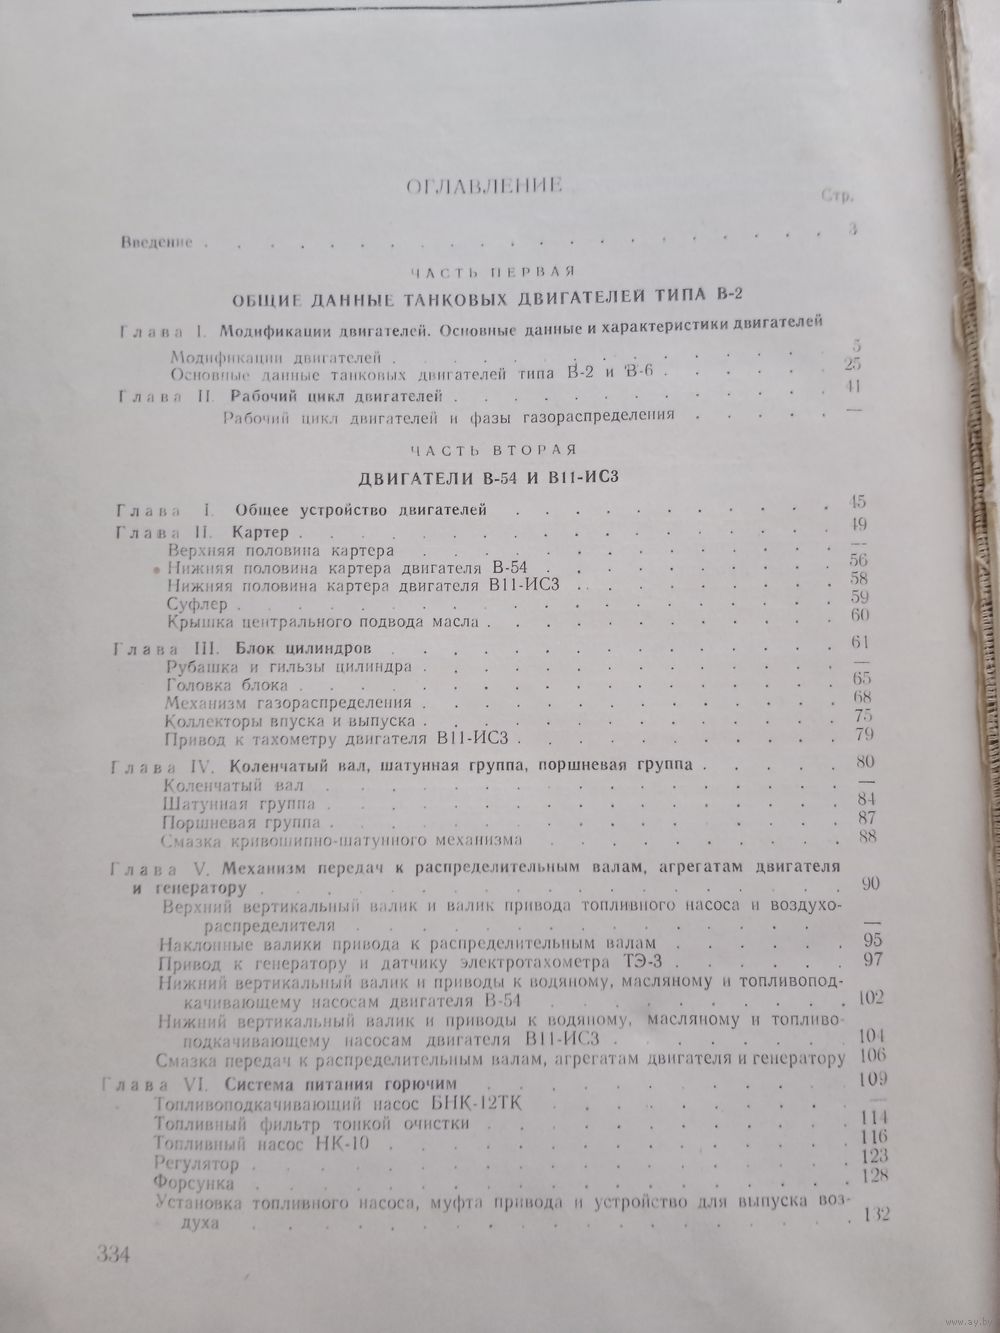 ОГЛАВЛЕНИЕ
Стр.
Введение . . . . . . . . . . . . . . . . . . . . 3
ЧАСТЬ ПЕРВАЯ
ОБЩИЕ ДАННЫЕ ТАНКОВЫХ ДВИГАТЕЛЕЙ ТИПА В-2
Глава I. Модификации двигателей. Основные данные и характеристики двигателей
Модификации двигателей . . . . . . . . . . . . . . 5
Основные данные танковых двигателей типа В-2 и В-6 . . . . . . 25
Глава II. Рабочий цикл двигателей . . . . . . . . . . . . . 41
Рабочий цикл двигателей и фазы газораспределения . . . . . —
ЧАСТЬ ВТОРАЯ
ДВИГАТЕЛИ В-54 И В11-ИС3
Глава I. Общее устройство двигателей . . . . . . . . . . . 45
Глава II. Картер . . . . . . . . . . . . . . . . . . 49
Верхняя половина картера . . . . . . . . . . . . . . —
Нижняя половина картера двигателя В-54 . . . . . . . . . . 56
Нижняя половина картера двигателя В11-ИС3 . . . . . . . . . 58
Суфлер . . . . . . . . . . . . . . . . . . . . 59
Крышка центрального подвода масла . . . . . . . . . . . . 60
Глава III. Блок цилиндров . . . . . . . . . . . . . . . 61
Рубашка и гильзы цилиндра . . . . . . . . . . . . . . —
Головка блока . . . . . . . . . . . . . . . . . . 65
Механизм газораспределения . . . . . . . . . . . . . . 68
Коллекторы впуска и выпуска . . . . . . . . . . . . . . 75
Привод к тахометру двигателя В11-ИС3 . . . . . . . . . . . 79
Глава IV. Коленчатый вал, шатунная группа, поршневая группа . . . . . 80
Коленчатый вал . . . . . . . . . . . . . . . . . —
Шатунная группа . . . . . . . . . . . . . . . . . 84
Поршневая группа . . . . . . . . . . . . . . . . . 87
Смазка кривошипно-шатунного механизма . . . . . . . . . . 88
Глава V. Механизм передач к распределительным валам, агрегатам двигателя
и генератору . . . . . . . . . . . . . . . . . . . 90
Верхний вертикальный валик и валик привода топливного насоса и воздухо-
распределителя . . . . . . . . . . . . . . . . —
Наклонные валики привода к распределительным валам . . . . . . 95
Привод к генератору и датчику электротахометра ТЭ-3 . . . . . . 97
Нижний вертикальный валик и приводы к водяному, масляному и топливопод-
качивающему насосам двигателя В-54 . . . . . . . . . . 102
Нижний вертикальный валик и приводы к водяному, масляному и топливо-
подкачивающему насосам двигателя В11-ИС3 . . . . . . . . 104
Смазка передач к распределительным валам, агрегатам двигателя и генератору 106
Глава VI. Система питания горючим . . . . . . . . . . . . 109
Топливоподкачивающий насос БНК-12ТК . . . . . . . . . . —
Топливный фильтр тонкой очистки . . . . . . . . . . . . 114
Топливный насос НК-10 . . . . . . . . . . . . . . . 116
Регулятор . . . . . . . . . . . . . . . . . . . 123
Форсунка . . . . . . . . . . . . . . . . . . . 128
Установка топливного насоса, муфта привода и устройство для выпуска воз-
духа . . . . . . . . . . . . . . . . . . . 132
334
www.ay.by